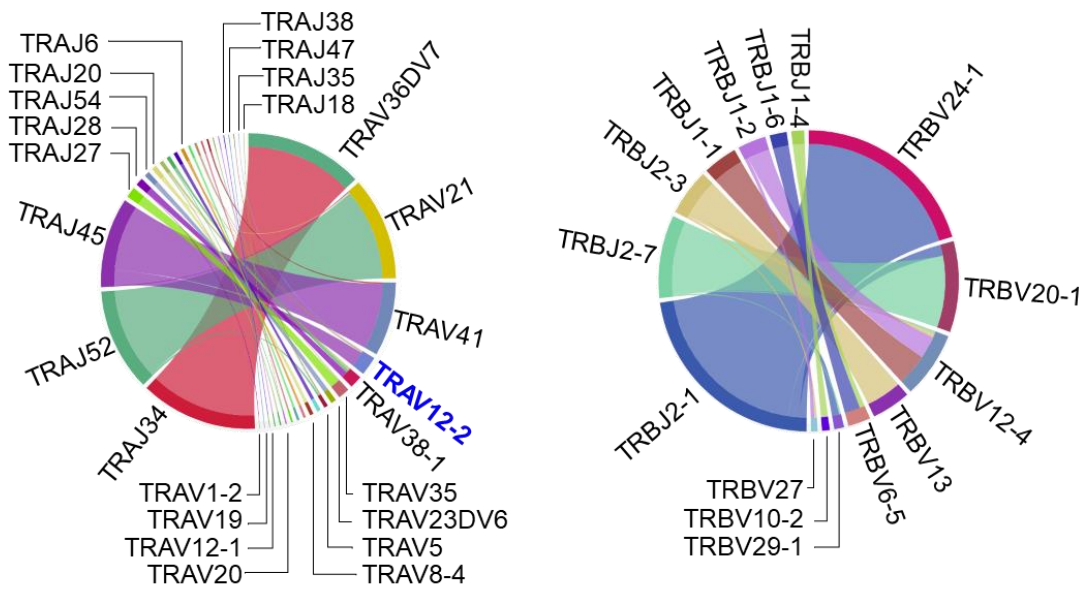 TRAJ38
TRAJ47
TRAJ35
TRAJ18
TRAJ6
TRAJ20
TRAJ54
TRAJ28
TRAJ27
TRAJ45
TRAJ52
TRAJ34
TRAV36DV7
TRAV21
TRAV41
TRAV12-2
TRAV38-1
TRAV35
TRAV23DV6
TRAV5
TRAV8-4
TRAV1-2
TRAV19
TRAV12-1
TRAV20
TRBJ1-4
TRBJ1-6
TRBJ1-2
TRBJ1-1
TRBJ2-3
TRBJ2-7
TRBJ2-1
TRBV24-1
TRBV20-1
TRBV12-4
TRBV13
TRBV6-5
TRBV27
TRBV10-2
TRBV29-1